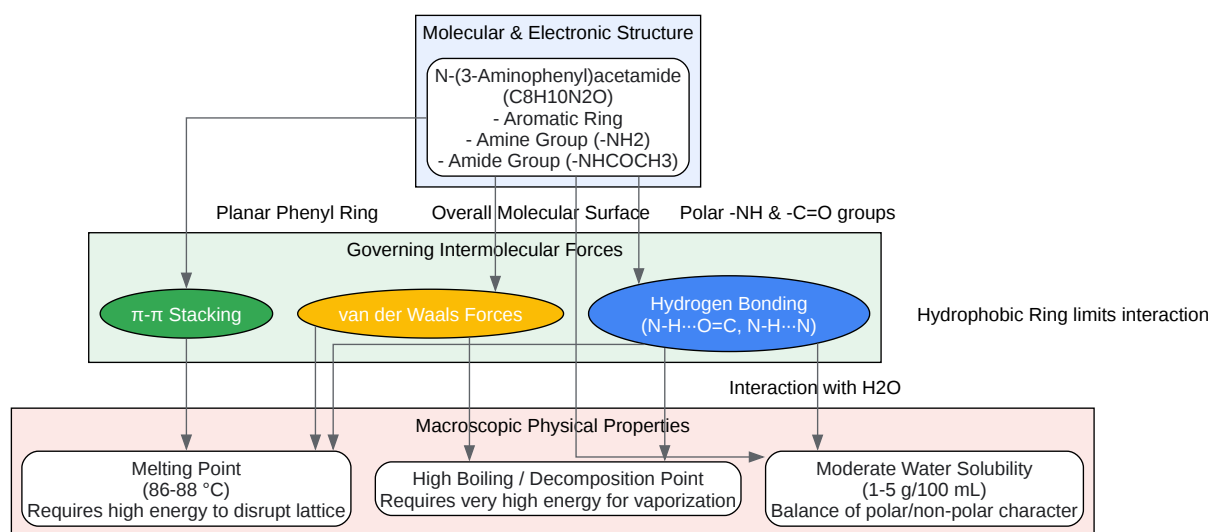 Molecular & Electronic Structure
N-(3-Aminophenyl)acetamide
(C8H10N2O)
- Aromatic Ring
- Amine Group (-NH2)
- Amide Group (-NHCOCH3)
Planar Phenyl Ring
Overall Molecular Surface
Polar -NH & -C=O groups
Governing Intermolecular Forces
π-π Stacking
van der Waals Forces
Hydrogen Bonding
(N-H···O=C, N-H···N)
Hydrophobic Ring limits interaction
Interaction with H2O
Macroscopic Physical Properties
Melting Point
(86-88 °C)
Requires high energy to disrupt lattice
High Boiling / Decomposition Point
Requires very high energy for vaporization
Moderate Water Solubility
(1-5 g/100 mL)
Balance of polar/non-polar character